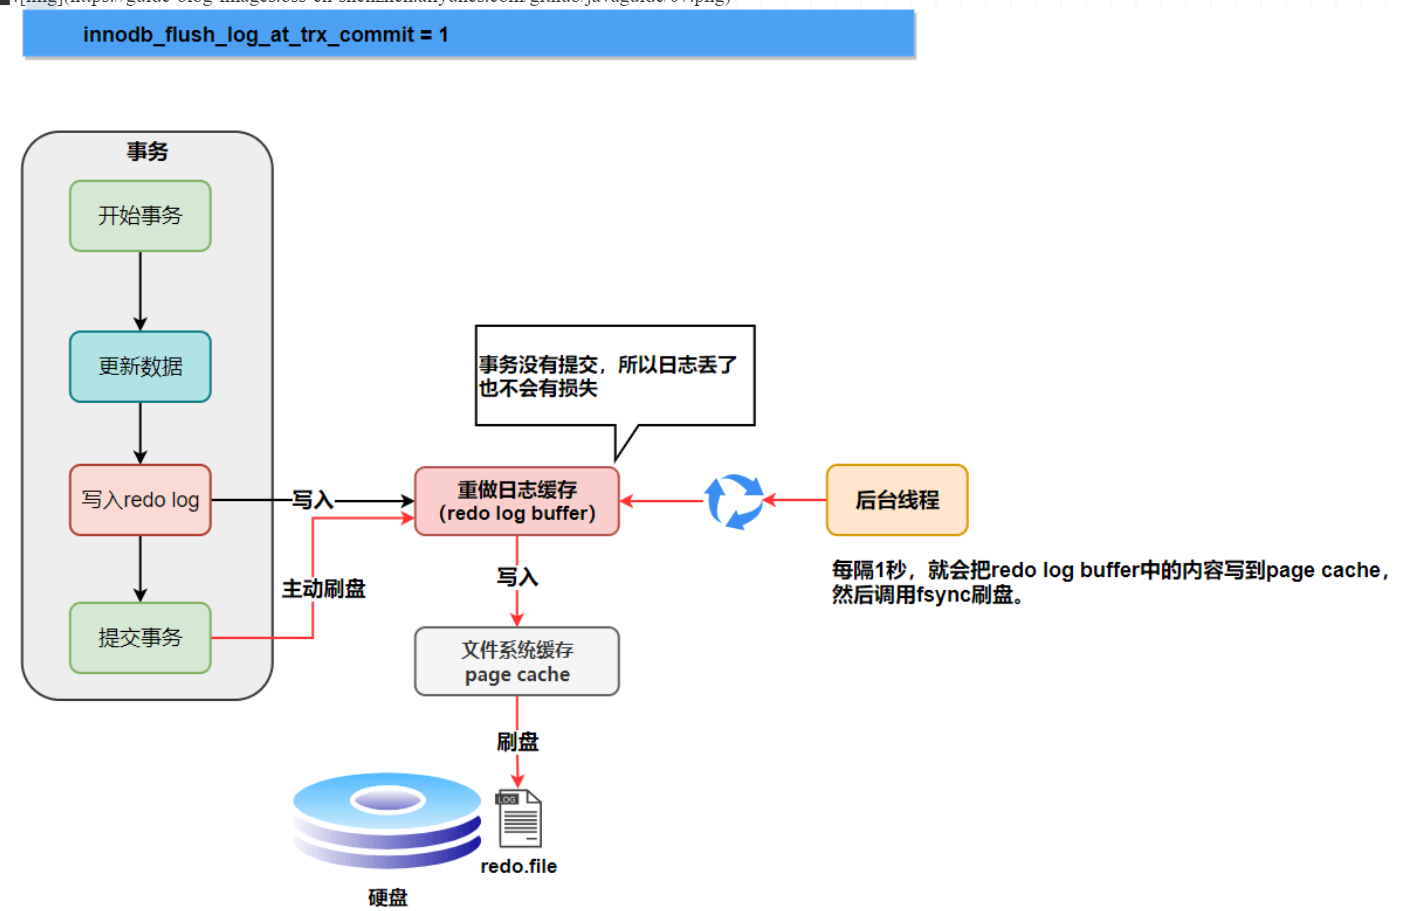 innodb_flush_log_at_trx_commit = 1
事务
开始事务
更新数据
事务没有提交，所以日志丢了
也不会有损失
写入redo log
写入
重做日志缓存
（redo log buffer）
后台线程
主动刷盘
写入
每隔1秒，就会把redo log buffer中的内容写到page cache，
然后调用fsync刷盘。
提交事务
文件系统缓存
page cache
刷盘
LOG
redo.file
硬盘